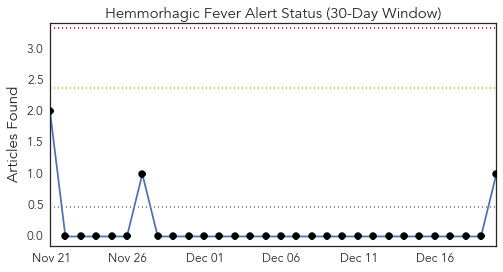 Hemmorhagic Fever Alert Status (30-Day Window)
Articles Found
3.0
2.5
2.0
1.5
1.0
0.5
0.0
Nov 21 Nov 26 Dec 01 Dec 06 Dec 11 Dec 16